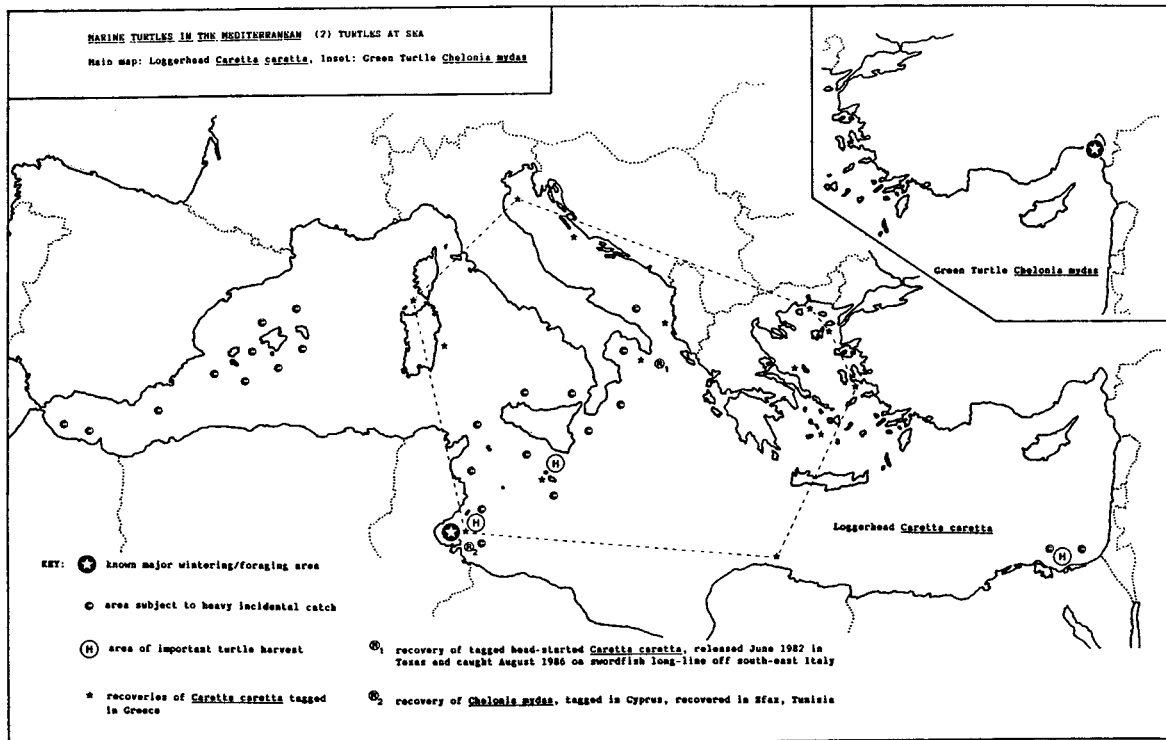 MARINE TURTLES IN THE MEDITERRANEAN (2) TURTLES AT SEA
Main map: Loggerhead Caretta caretta, Inset: Green Turtle Chelonia mydas
Green Turtle Chelonia mydas
Loggerhead Caretta caretta
KEY:
known major wintering/foraging area
C area subject to heavy incidental catch
H area of important turtle harvest
* recoveries of Caretta caretta tagged
in Greece
R1 recovery of tagged head-started Caretta caretta, released June 1982 in
Texas and caught August 1986 on swordfish long-line off south-east Italy
R2 recovery of Chelonia mydas, tagged in Cyprus, recovered in Sfax, Tunisia